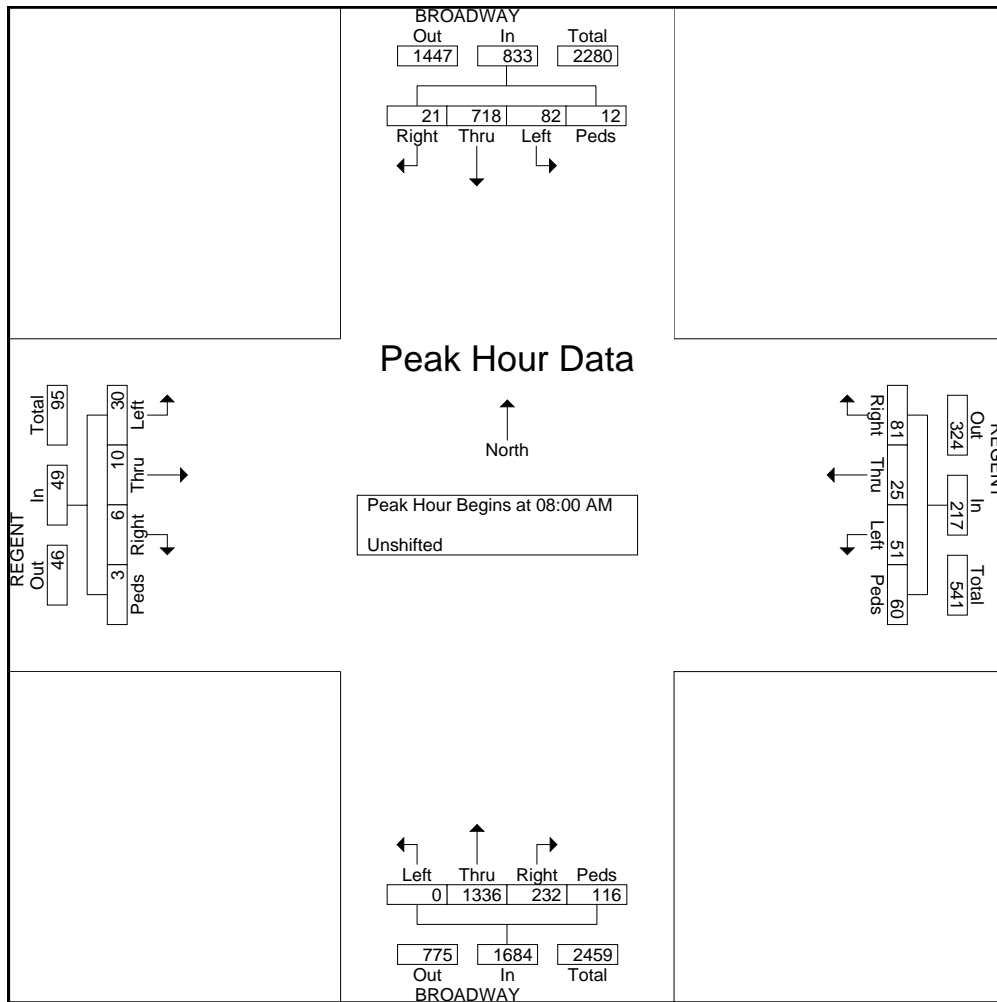 BROADWAY
Out In Total
1447 833 2280
21 718 82 12
Right Thru Left Peds
Peak Hour Data
North
Peak Hour Begins at 08:00 AM
Unshifted
REGENT
Out In Total
46 49 95
3 6 10 30
Peds Right Thru Left
REGENT
Out In Total
324 217 541
81 25 51 60
Right Thru Left Peds
Left Thru Right Peds
0 1336 232 116
775 1684 2459
Out In Total
BROADWAY